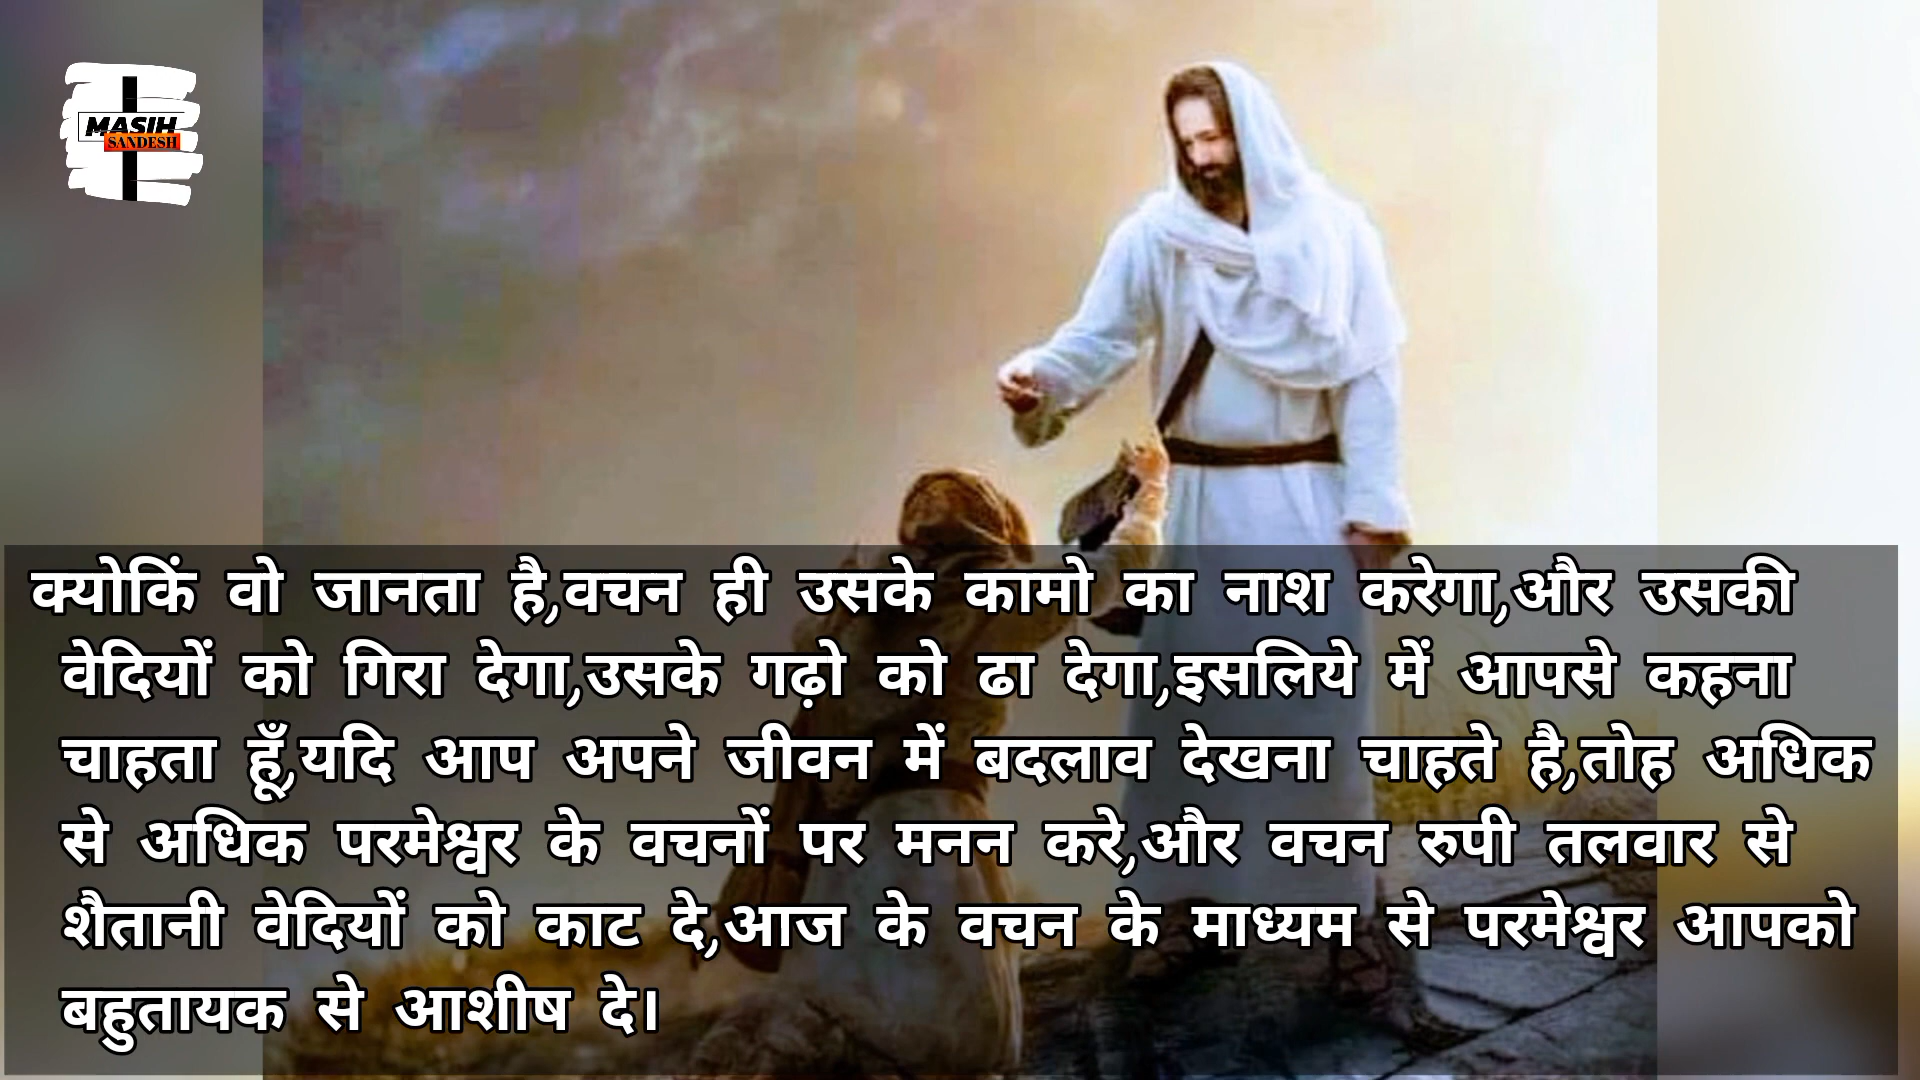 MASIH
SANDESH
क्योकिं वो जानता है,वचन ही उसके कामो का नाश करेगा,और उसकी
वेदियों को गिरा देगा,उसके गढ़ो को ढा देगा,इसलिये में आपसे कहना
चाहता हूँ,यदि आप अपने जीवन में बदलाव देखना चाहते है,तोह अधिक
से अधिक परमेश्वर के वचनों पर मनन करे,और वचन रुपी तलवार से
शैतानी वेदियों को काट दे,आज के वचन के माध्यम से परमेश्वर आपको
बहुतायक से आशीष दे।